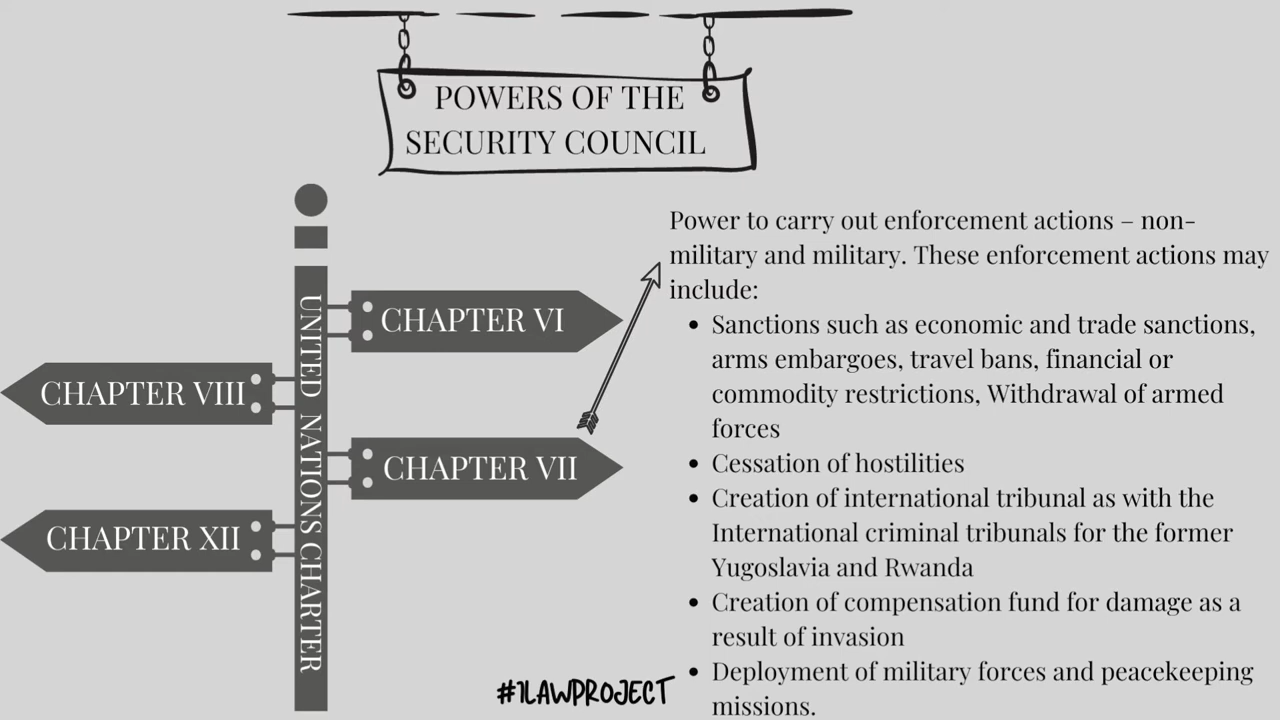 POWERS OF THE
SECURITY COUNCIL
UNITED NATIONS CHARTER
CHAPTER VI
CHAPTER VIII
CHAPTER VII
CHAPTER XII
Power to carry out enforcement actions – non-
military and military. These enforcement actions may
include:
• Sanctions such as economic and trade sanctions,
arms embargoes, travel bans, financial or
commodity restrictions, Withdrawal of armed
forces
• Cessation of hostilities
• Creation of international tribunal as with the
International criminal tribunals for the former
Yugoslavia and Rwanda
• Creation of compensation fund for damage as a
result of invasion
• Deployment of military forces and peacekeeping
missions.
#1LAWPROJECT